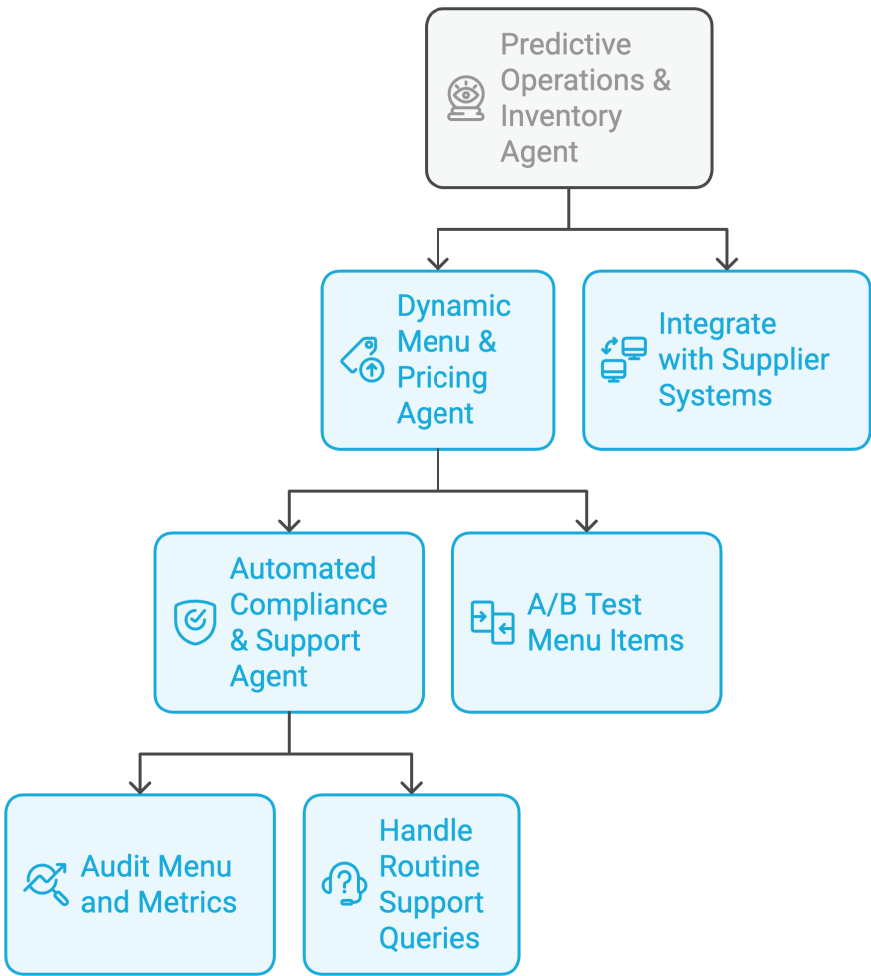 Predictive
Operations &
Inventory
Agent
Dynamic
Menu &
Pricing
Agent
Integrate
with Supplier
Systems
Automated
Compliance
& Support
Agent
A/B Test
Menu Items
Audit Menu
and Metrics
Handle
Routine
Support
Queries